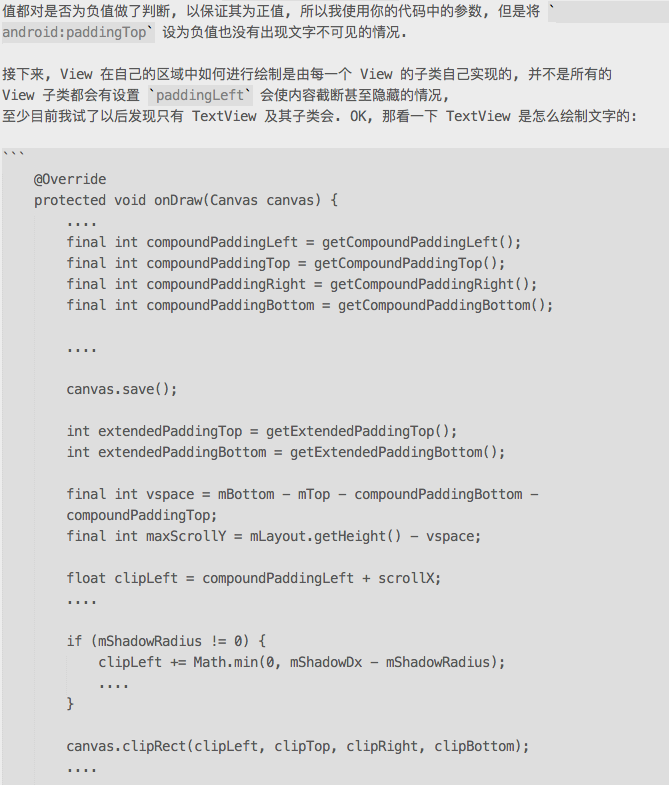 值都对是否为负值做了判断, 以保证其为正值, 所以我使用你的代码中的参数, 但是将 `
android:paddingTop` 设为负值也没有出现文字不可见的情况.
接下来, View 在自己的区域中如何进行绘制是由每一个 View 的子类自己实现的, 并不是所有的
View 子类都会有设置 `paddingLeft` 会使内容截断甚至隐藏的情况,
至少目前我试了以后发现只有 TextView 及其子类会. OK, 那看一下 TextView 是怎么绘制文字的:
```
@Override
protected void onDraw(Canvas canvas) {
....
final int compoundPaddingLeft = getCompoundPaddingLeft();
final int compoundPaddingTop = getCompoundPaddingTop();
final int compoundPaddingRight = getCompoundPaddingRight();
final int compoundPaddingBottom = getCompoundPaddingBottom();
....
canvas.save();
int extendedPaddingTop = getExtendedPaddingTop();
int extendedPaddingBottom = getExtendedPaddingBottom();
final int vspace = mBottom - mTop - compoundPaddingBottom -
compoundPaddingTop;
final int maxScrollY = mLayout.getHeight() - vspace;
float clipLeft = compoundPaddingLeft + scrollX;
....
if (mShadowRadius != 0) {
clipLeft += Math.min(0, mShadowDx - mShadowRadius);
....
}
canvas.clipRect(clipLeft, clipTop, clipRight, clipBottom);
....